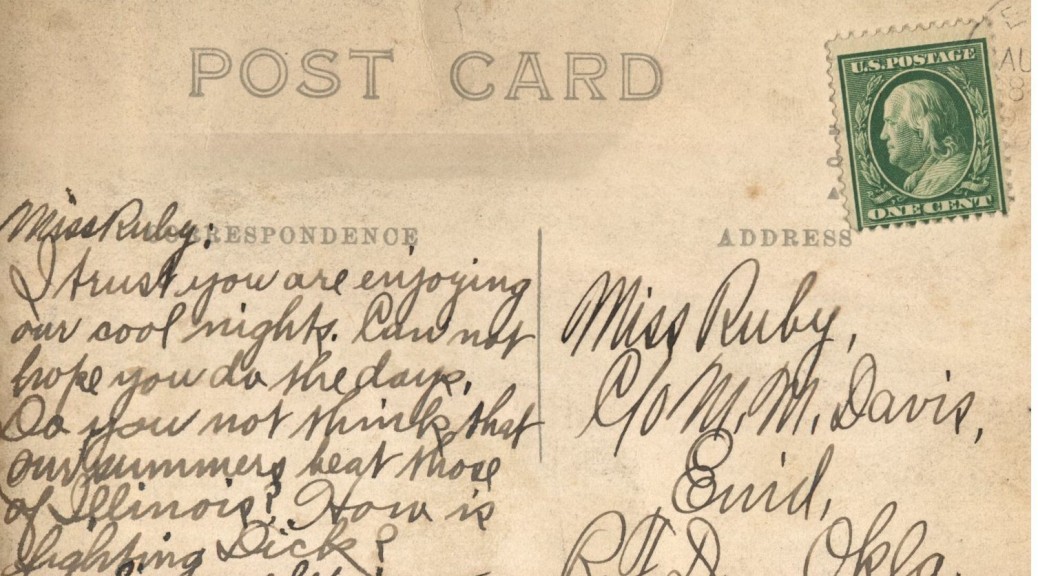 POST CARD
U.S. POSTAGE
ONE CENT
AU
8
CORRESPONDENCE
ADDRESS
Miss Ruby;
I trust you are enjoying
our cool nights. Can not
hope you do the days.
Do you not think that
our summers beat those
of Illinois? How is
fighting Dick?
Miss Ruby,
C/o M. M. Davis,
Enid,
R.F.D. Okla.